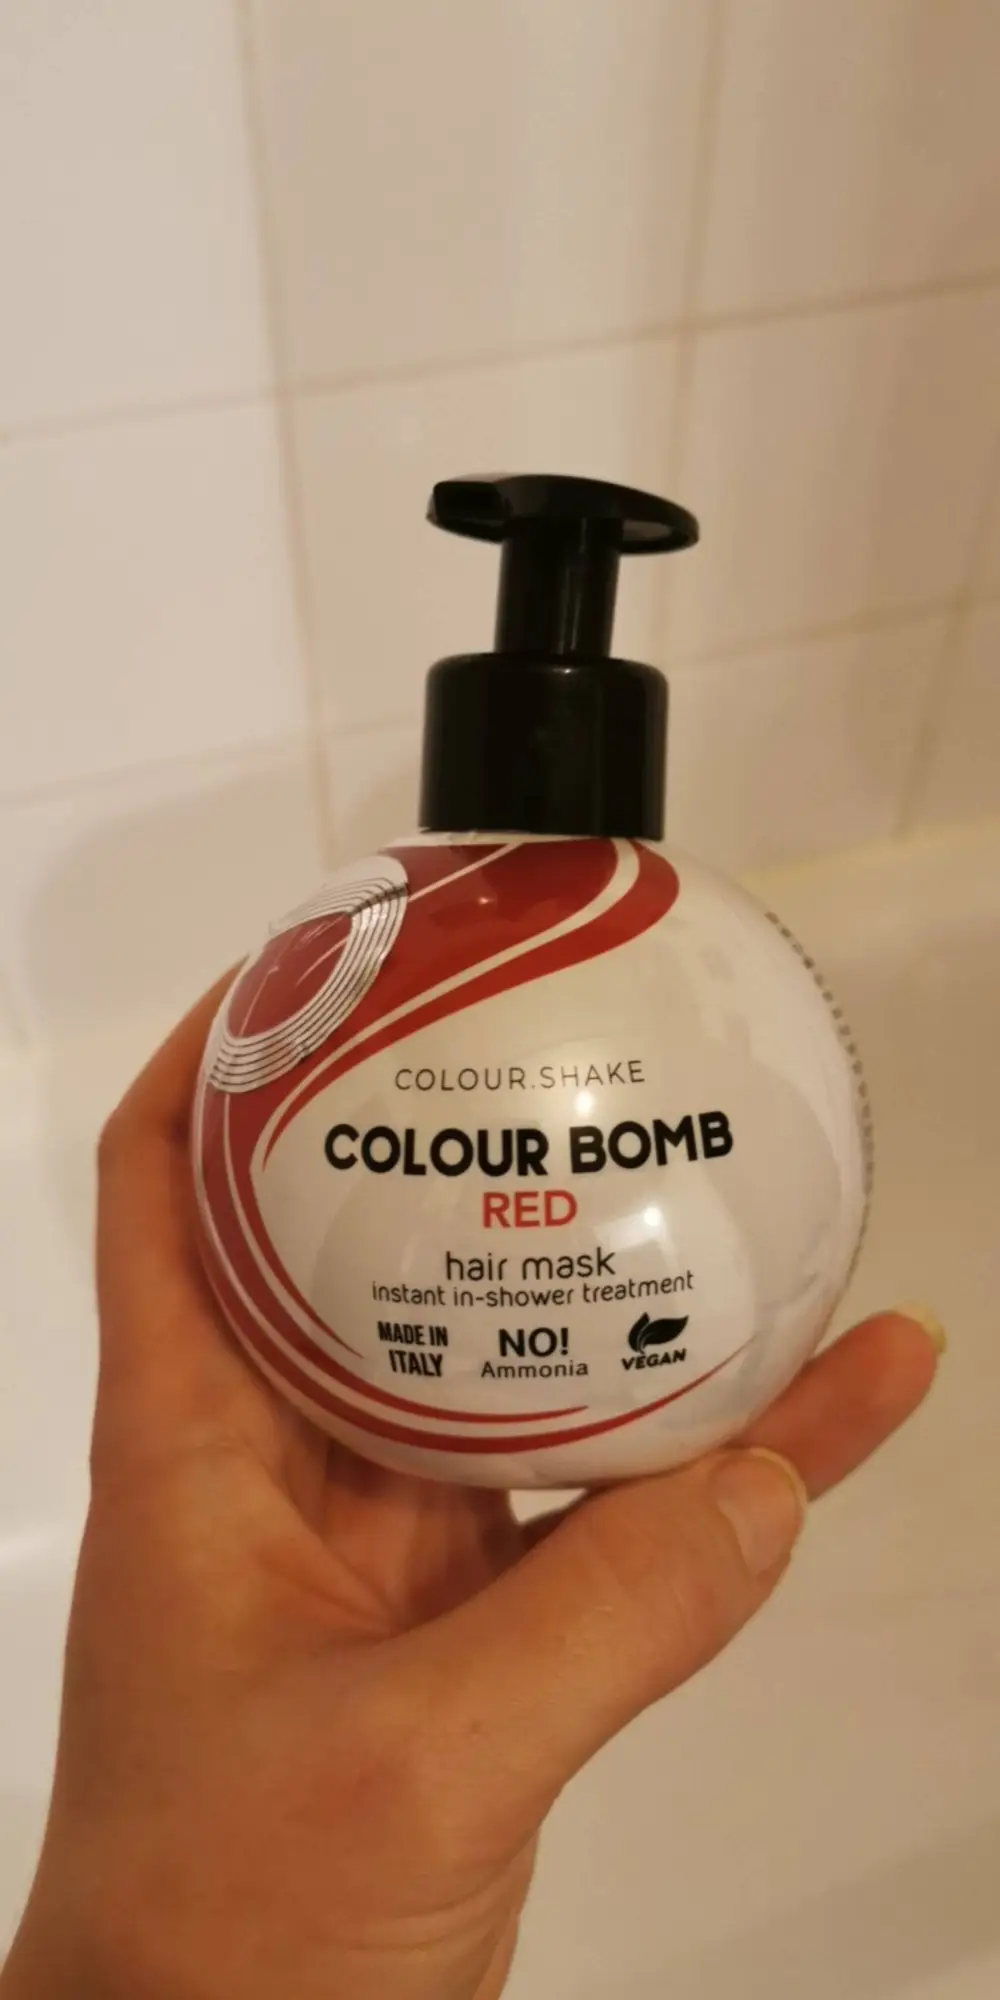 COLOUR.SHAKE
COLOUR BOMB
RED
hair mask
instant in-shower treatment
MADE IN
ITALY
NO!
Ammonia
VEGAN